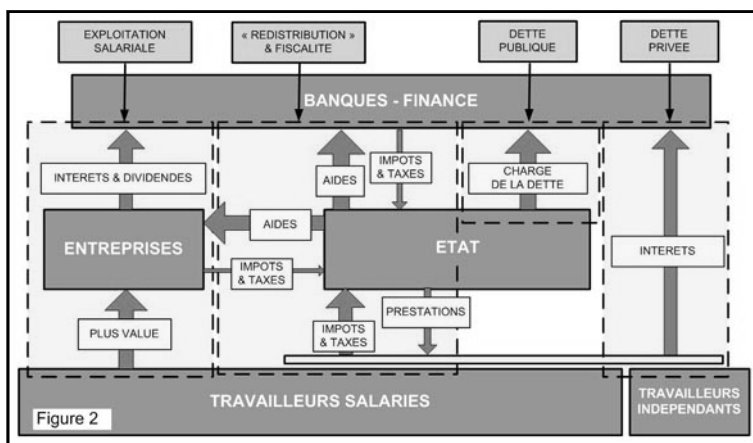 EXPLOITATION
SALARIALE
« REDISTRIBUTION »
& FISCALITE
DETTE
PUBLIQUE
DETTE
PRIVEE
BANQUES - FINANCE
INTERETS & DIVIDENDES
AIDES
IMPOTS
& TAXES
CHARGE
DE LA DETTE
ENTREPRISES
AIDES
ETAT
INTERETS
IMPOTS
& TAXES
PLUS VALUE
IMPOTS
& TAXES
PRESTATIONS
TRAVAILLEURS SALARIES
TRAVAILLEURS
INDEPENDANTS
Figure 2